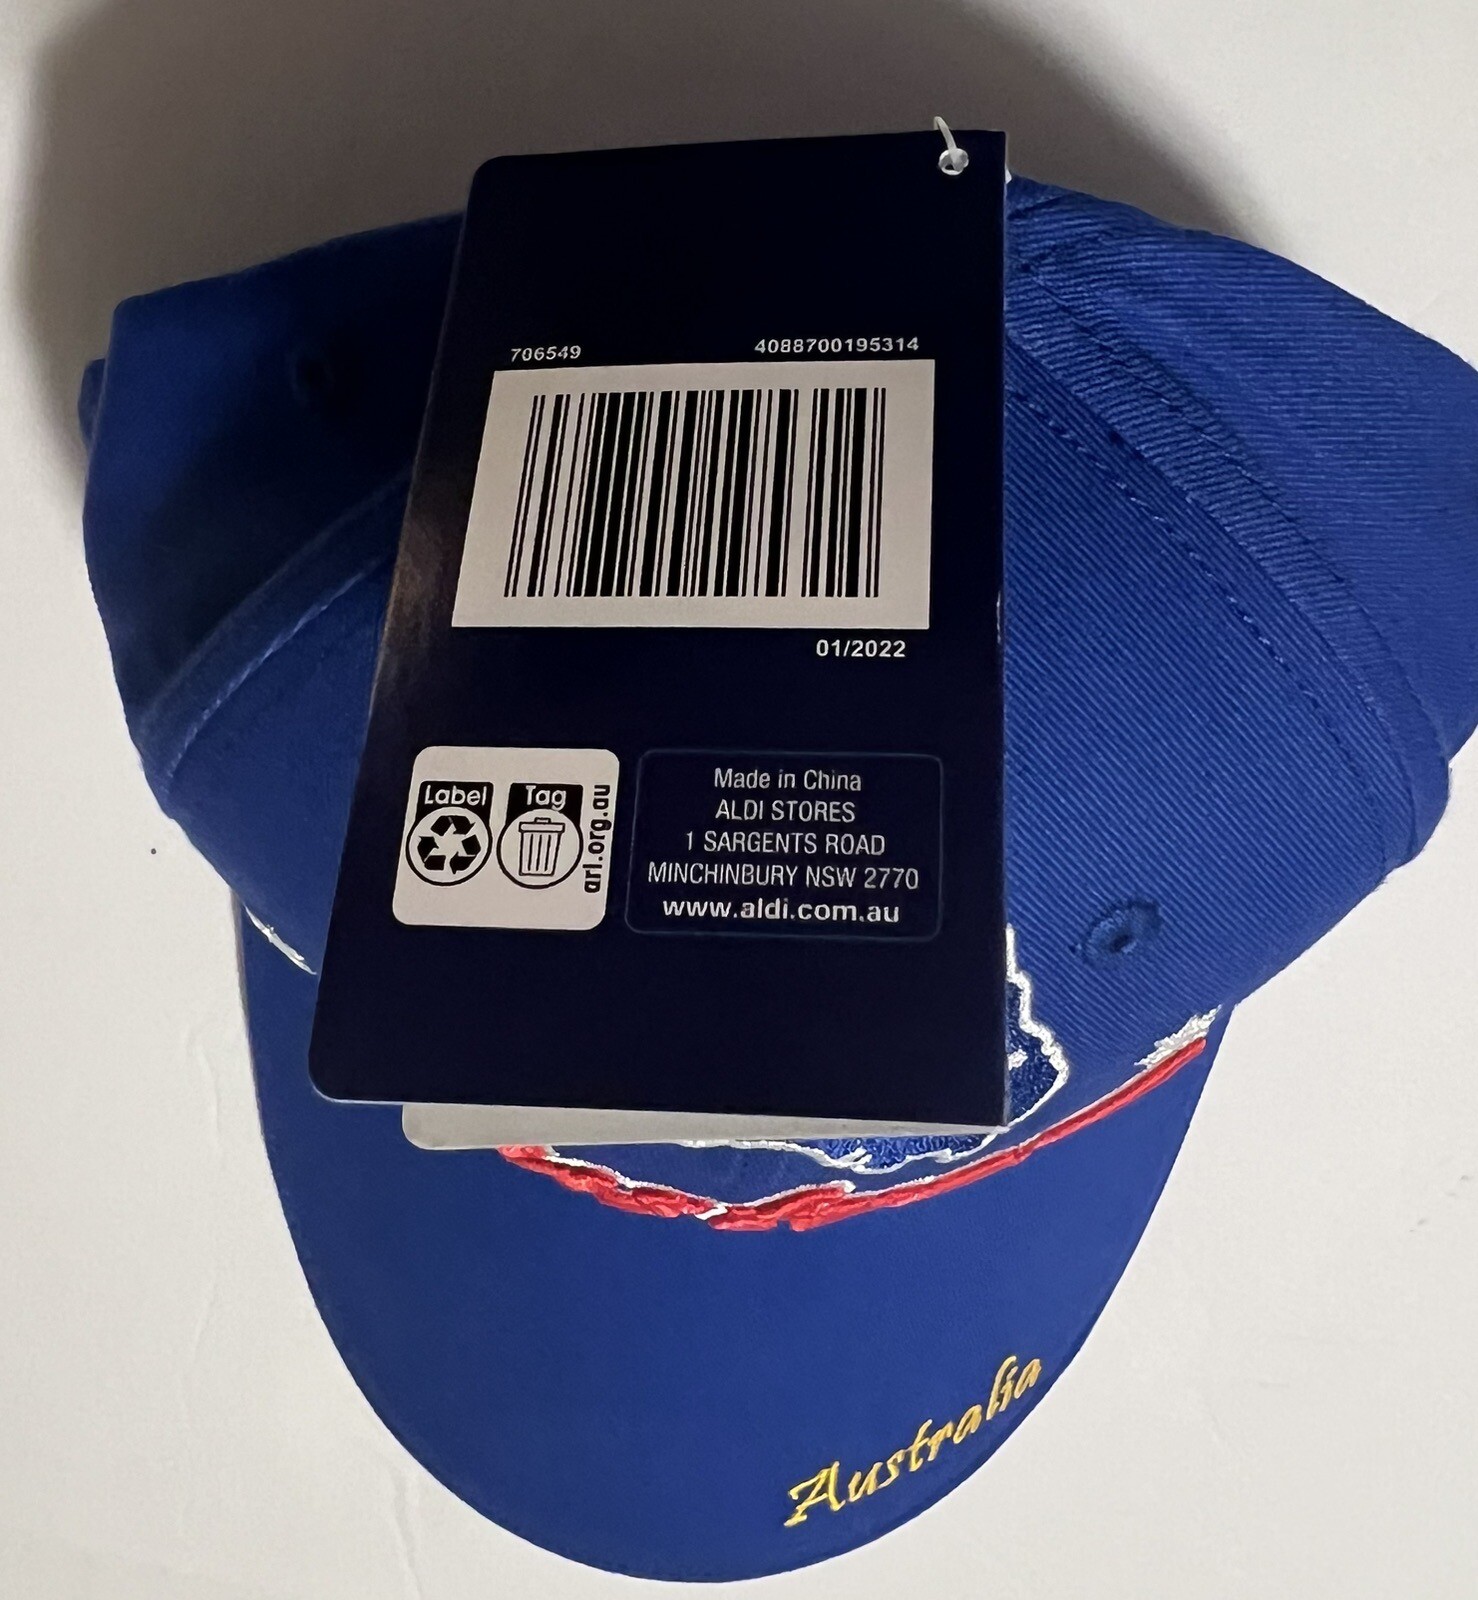 706549 4088700195314
01/2022
Label Tag
arl.org.au
Made in China
ALDI STORES
1 SARGENTS ROAD
MINCHINBURY NSW 2770
www.aldi.com.au
Australia